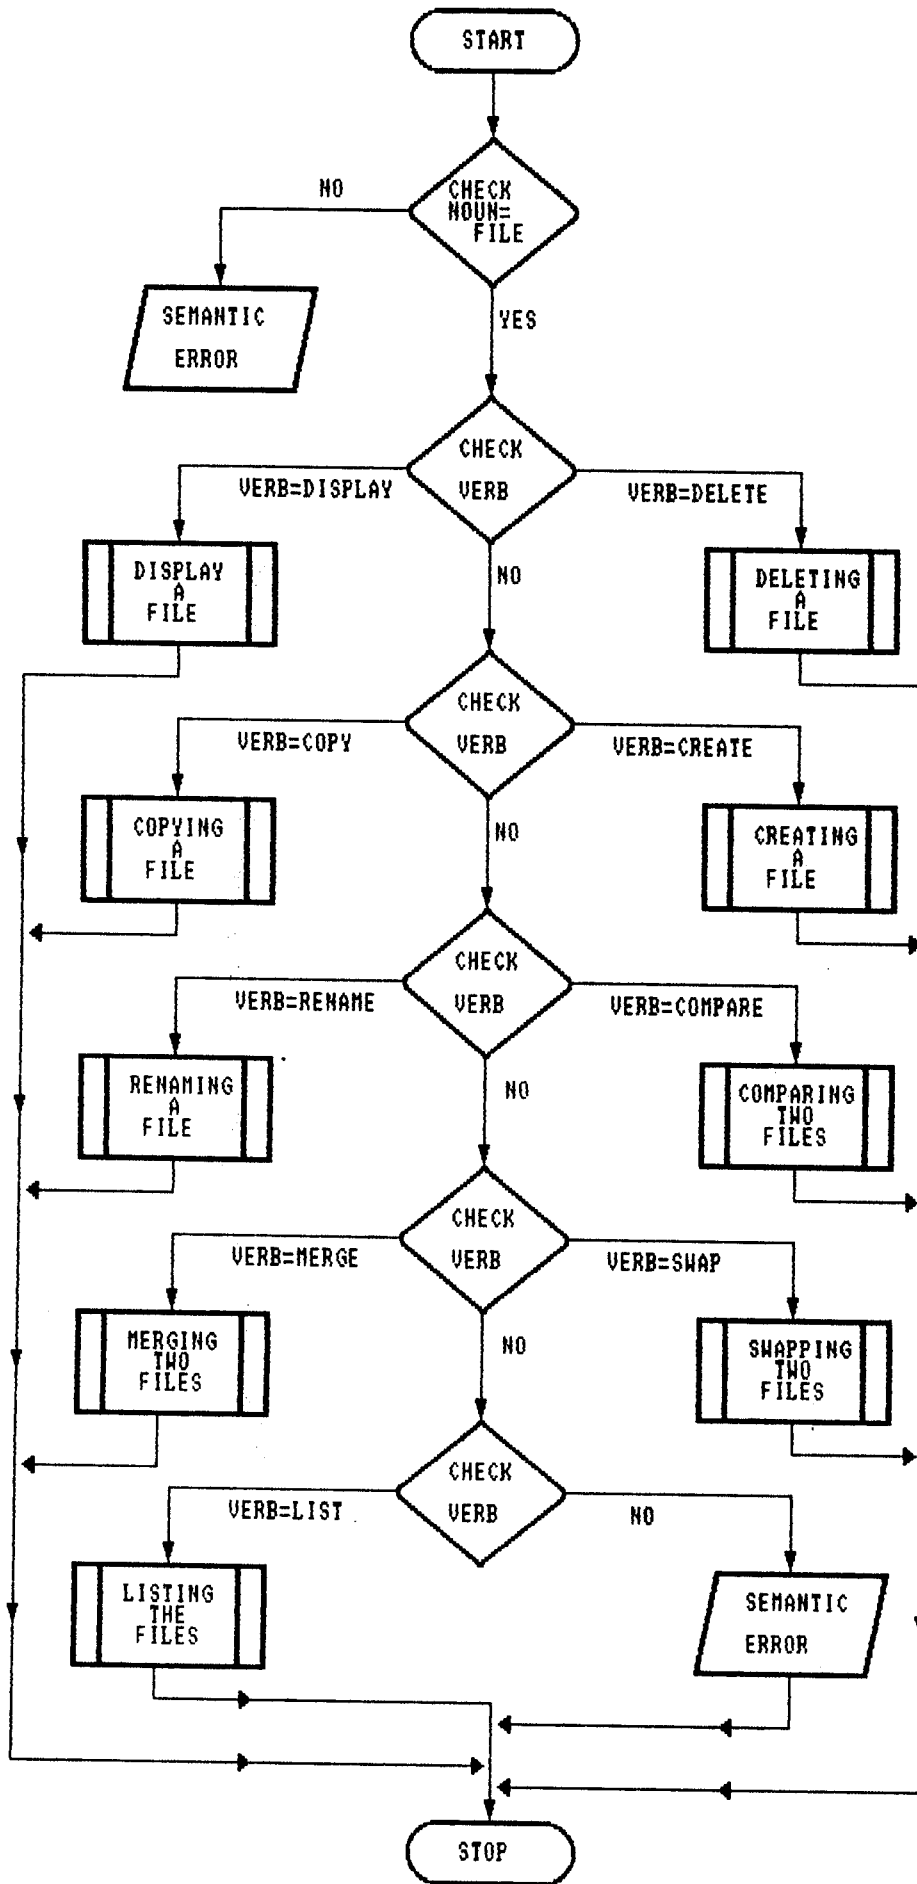 START
NO
CHECK
NOUN=
FILE
SEMANTIC
ERROR
YES
CHECK
VERB
VERB=DISPLAY
VERB=DELETE
DISPLAY
A
FILE
NO
DELETING
A
FILE
CHECK
VERB
VERB=COPY
VERB=CREATE
COPYING
A
FILE
NO
CREATING
A
FILE
CHECK
VERB
VERB=RENAME
VERB=COMPARE
RENAMING
A
FILE
NO
COMPARING
TWO
FILES
CHECK
VERB
VERB=MERGE
VERB=SWAP
MERGING
TWO
FILES
NO
SWAPPING
TWO
FILES
CHECK
VERB
VERB=LIST
NO
LISTING
THE
FILES
SEMANTIC
ERROR
STOP